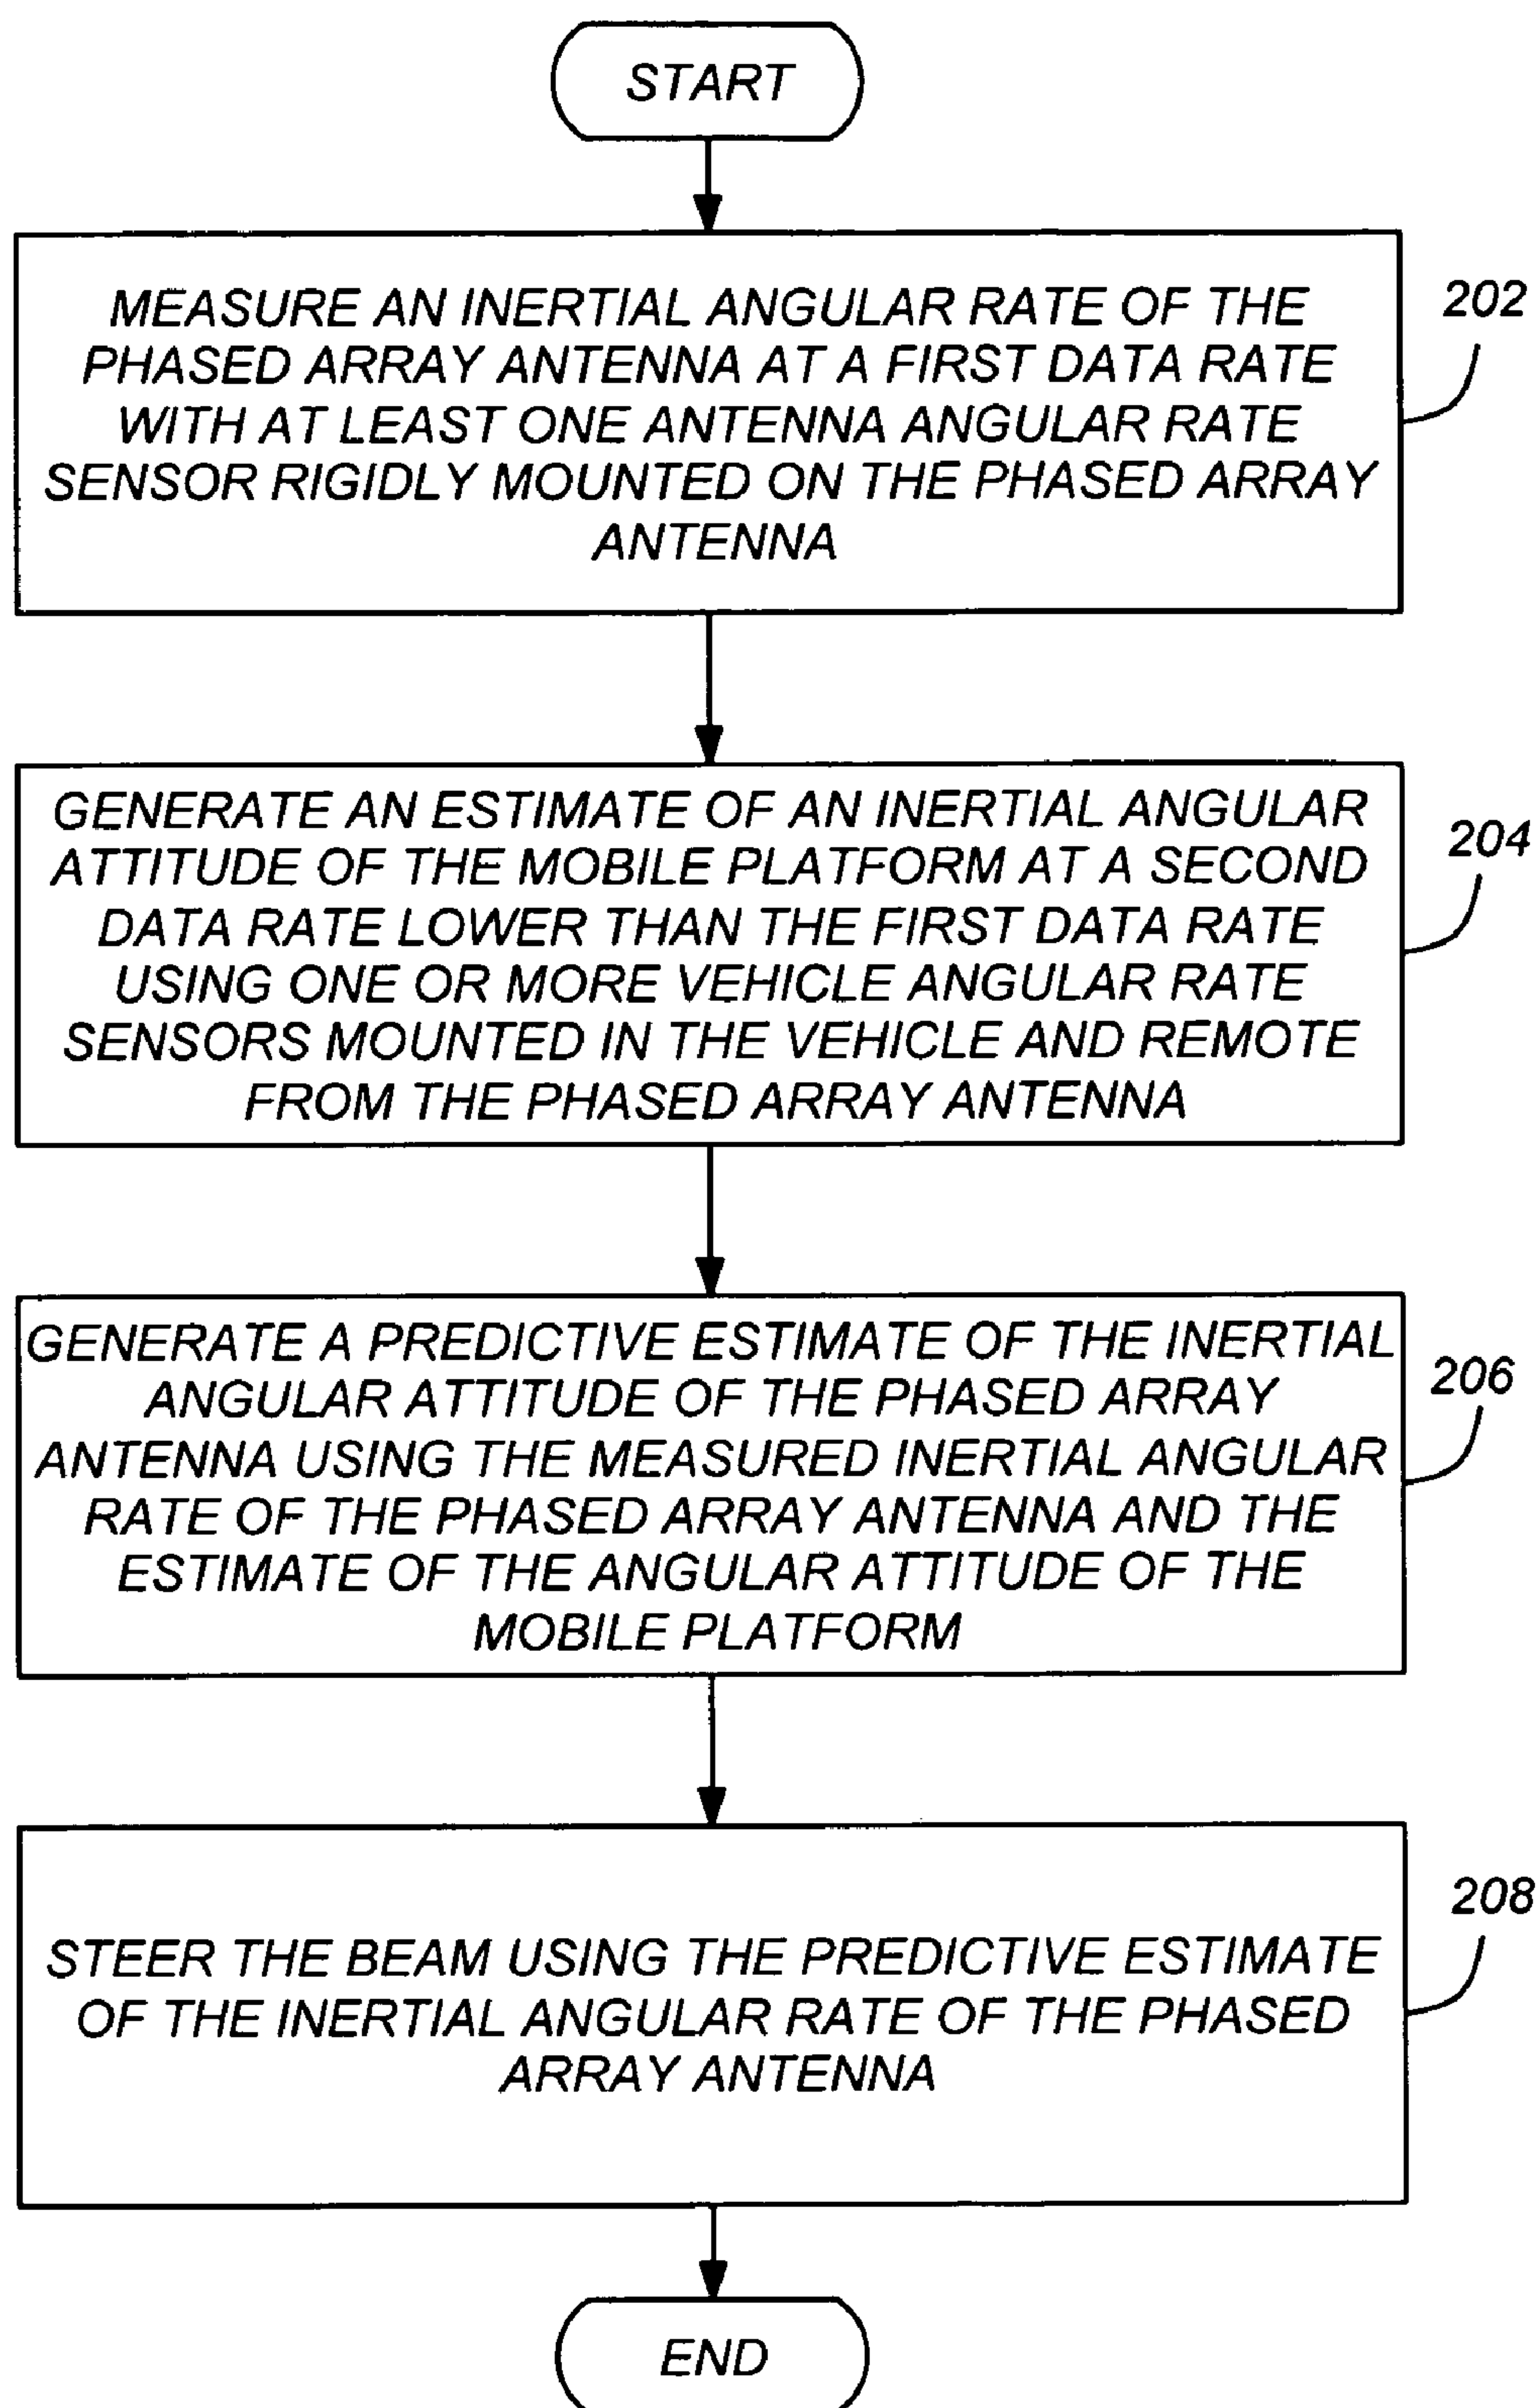 START
MEASURE AN INERTIAL ANGULAR RATE OF THE
PHASED ARRAY ANTENNA AT A FIRST DATA RATE
WITH AT LEAST ONE ANTENNA ANGULAR RATE
SENSOR RIGIDLY MOUNTED ON THE PHASED ARRAY
ANTENNA
202
GENERATE AN ESTIMATE OF AN INERTIAL ANGULAR
ATTITUDE OF THE MOBILE PLATFORM AT A SECOND
DATA RATE LOWER THAN THE FIRST DATA RATE
USING ONE OR MORE VEHICLE ANGULAR RATE
SENSORS MOUNTED IN THE VEHICLE AND REMOTE
FROM THE PHASED ARRAY ANTENNA
204
GENERATE A PREDICTIVE ESTIMATE OF THE INERTIAL
ANGULAR ATTITUDE OF THE PHASED ARRAY
ANTENNA USING THE MEASURED INERTIAL ANGULAR
RATE OF THE PHASED ARRAY ANTENNA AND THE
ESTIMATE OF THE ANGULAR ATTITUDE OF THE
MOBILE PLATFORM
206
STEER THE BEAM USING THE PREDICTIVE ESTIMATE
OF THE INERTIAL ANGULAR RATE OF THE PHASED
ARRAY ANTENNA
208
END